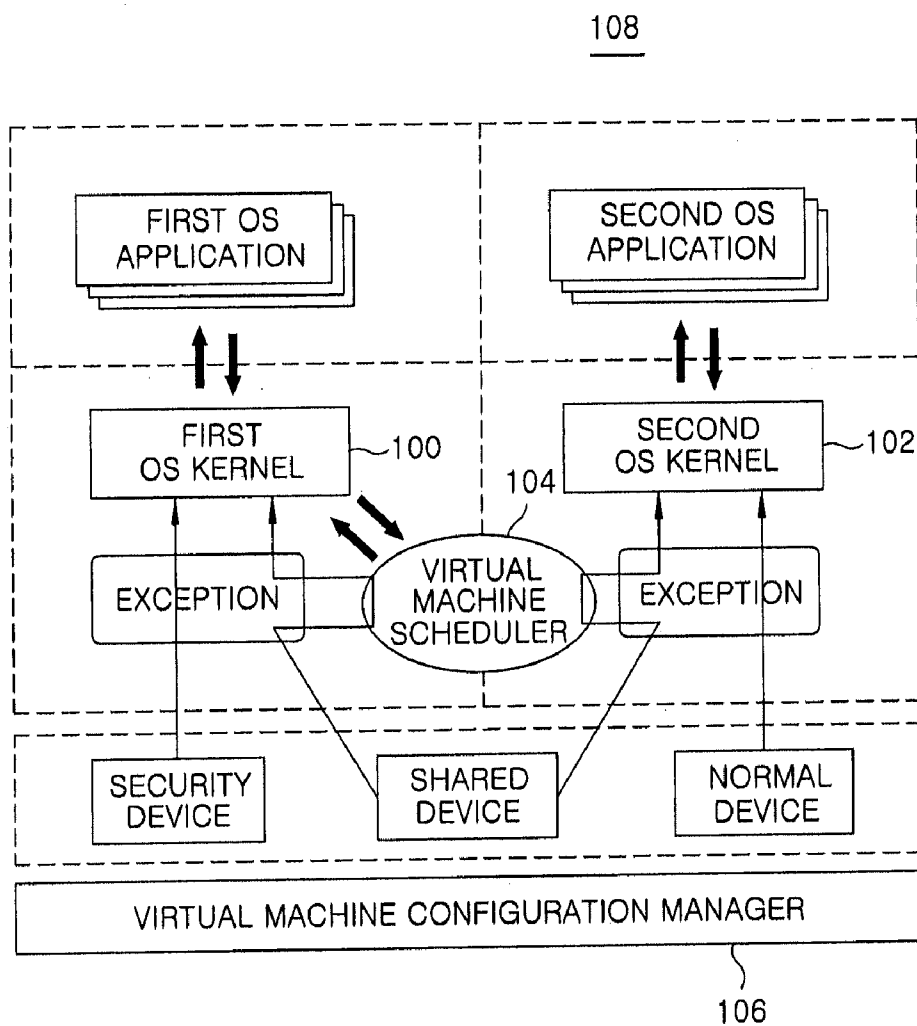 108
FIRST OS
APPLICATION
SECOND OS
APPLICATION
FIRST
OS KERNEL
100
SECOND
OS KERNEL
102
104
EXCEPTION
VIRTUAL
MACHINE
SCHEDULER
EXCEPTION
SECURITY
DEVICE
SHARED
DEVICE
NORMAL
DEVICE
VIRTUAL MACHINE CONFIGURATION MANAGER
106